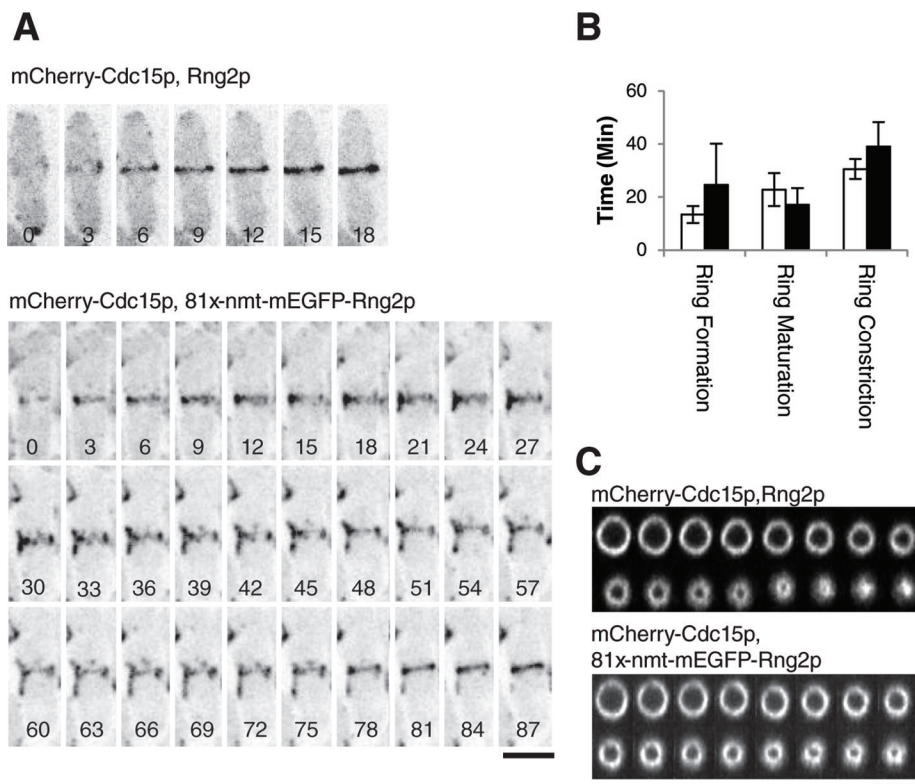 A
mCherry-Cdc15p, Rng2p
0 3 6 9 12 15 18
mCherry-Cdc15p, 81x-nmt-mEGFP-Rng2p
0 3 6 9 12 15 18 21 24 27
30 33 36 39 42 45 48 51 54 57
60 63 66 69 72 75 78 81 84 87
B
Time (Min)
60
40
20
0
Ring Formation
Ring Maturation
Ring Constriction
C
mCherry-Cdc15p,Rng2p
mCherry-Cdc15p,
81x-nmt-mEGFP-Rng2p